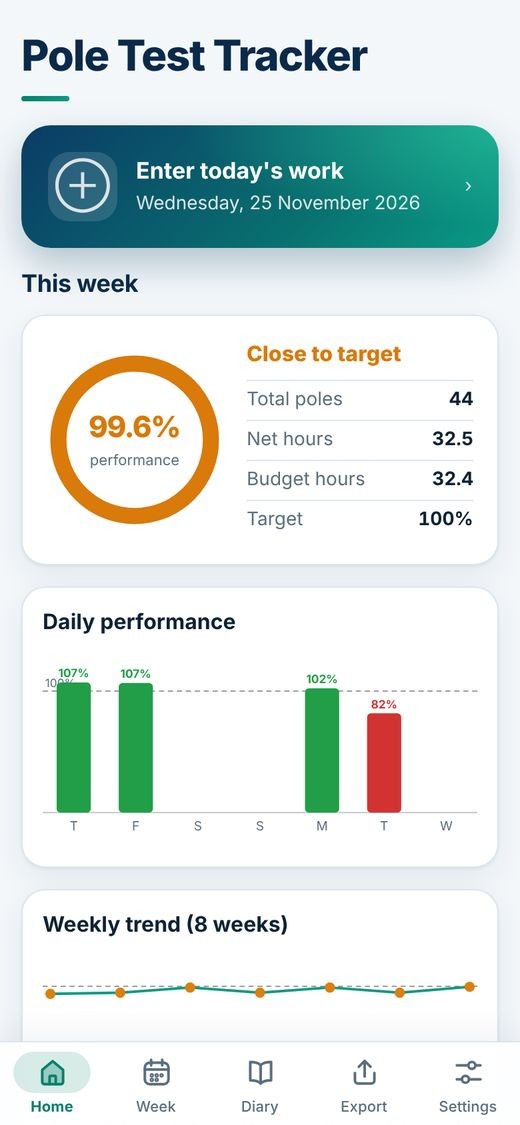 Pole Test Tracker
Enter today's work
Wednesday, 25 November 2026
›
This week
99.6%
performance
Close to target
Total poles 44
Net hours 32.5
Budget hours 32.4
Target 100%
Daily performance
100%
107% 107% 102% 82%
T F S S M T W
Weekly trend (8 weeks)
Home Week Diary Export Settings